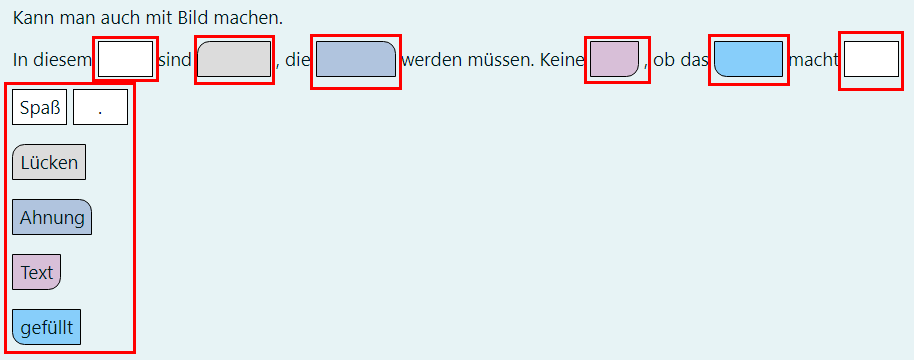 Kann man auch mit Bild machen.
In diesem sind , die werden müssen. Keine , ob das macht
Spaß .
Lücken
Ahnung
Text
gefüllt